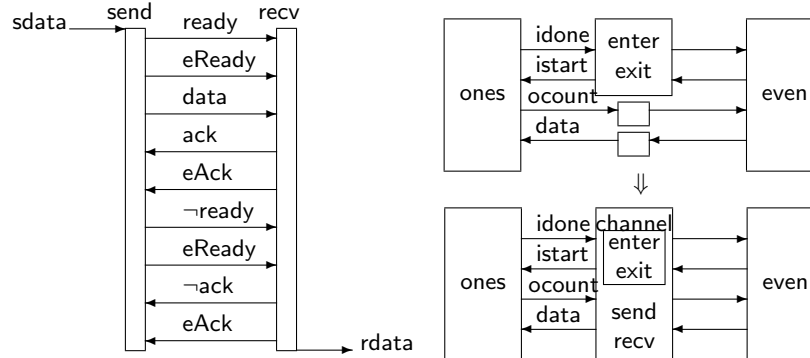 send
recv
sdata
ready
eReady
data
ack
eAck
¬ready
eReady
¬ack
eAck
rdata
ones
idone
istart
ocount
data
enter
exit
even
⇓
ones
idone
istart
ocount
data
channel
enter
exit
send
recv
even